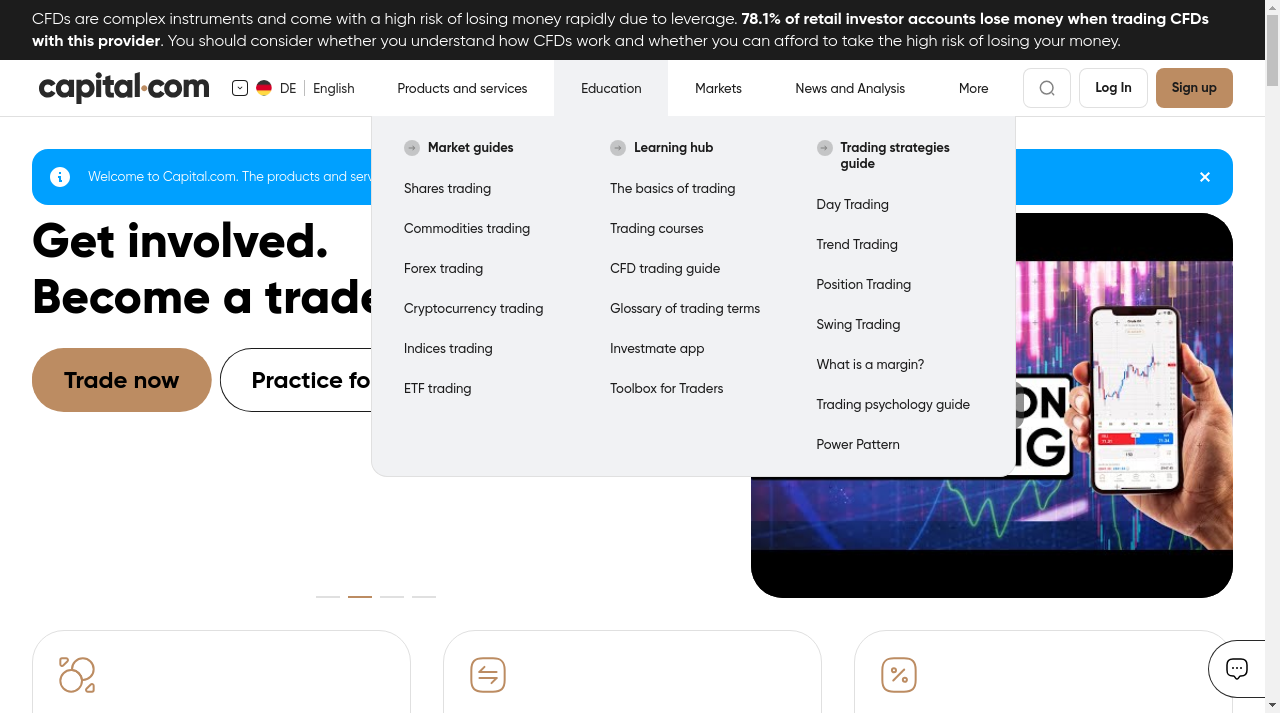 CFDs are complex instruments and come with a high risk of losing money rapidly due to leverage. 78.1% of retail investor accounts lose money when trading CFDs
with this provider. You should consider whether you understand how CFDs work and whether you can afford to take the high risk of losing your money.
capital.com
DE
English
Products and services
Education
Markets
News and Analysis
More
Log In
Sign up
Welcome to Capital.com. The products and serv
Get involved.
Become a trade
Trade now
Practice fo
Market guides
Shares trading
Commodities trading
Forex trading
Cryptocurrency trading
Indices trading
ETF trading
Learning hub
The basics of trading
Trading courses
CFD trading guide
Glossary of trading terms
Investmate app
Toolbox for Traders
Trading strategies
guide
Day Trading
Trend Trading
Position Trading
Swing Trading
What is a margin?
Trading psychology guide
Power Pattern
ON
IG